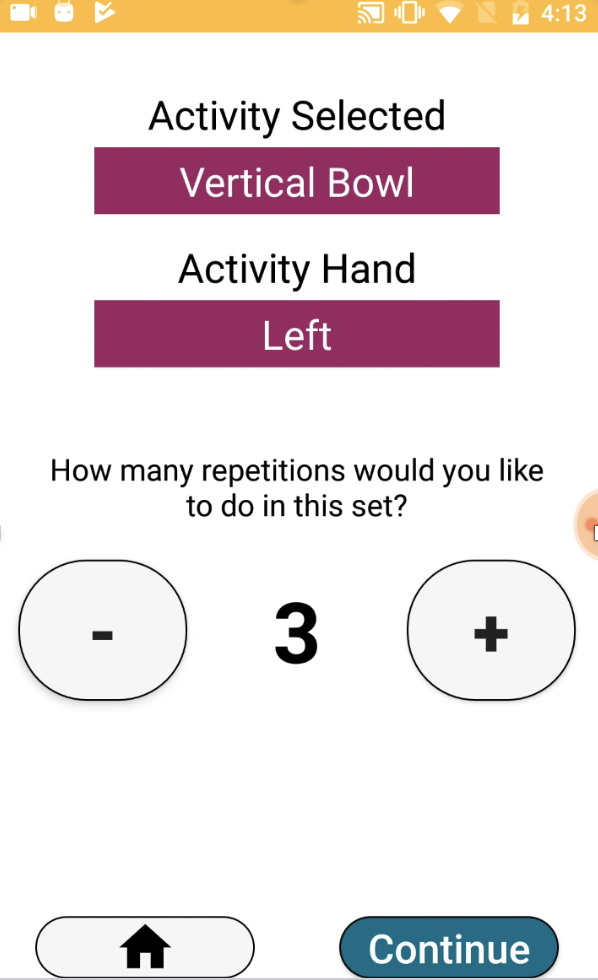 4:13
Activity Selected
Vertical Bowl
Activity Hand
Left
How many repetitions would you like
to do in this set?
- 3 +
Continue